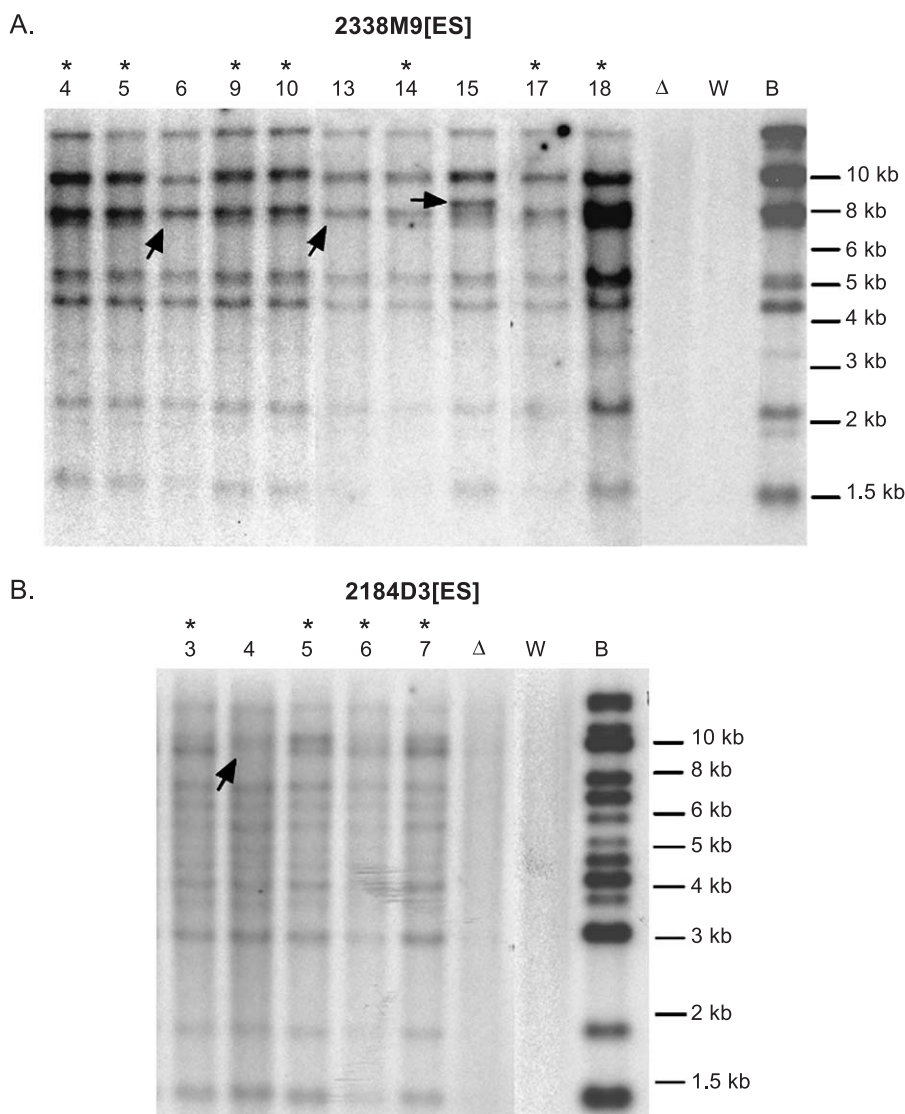 A.
2338M9[ES]
* * * * * * *
4 5 6 9 10 13 14 15 17 18 Δ W B
10 kb
8 kb
6 kb
5 kb
4 kb
3 kb
2 kb
1.5 kb
B.
2184D3[ES]
* * * *
3 4 5 6 7 Δ W B
10 kb
8 kb
6 kb
5 kb
4 kb
3 kb
2 kb
1.5 kb